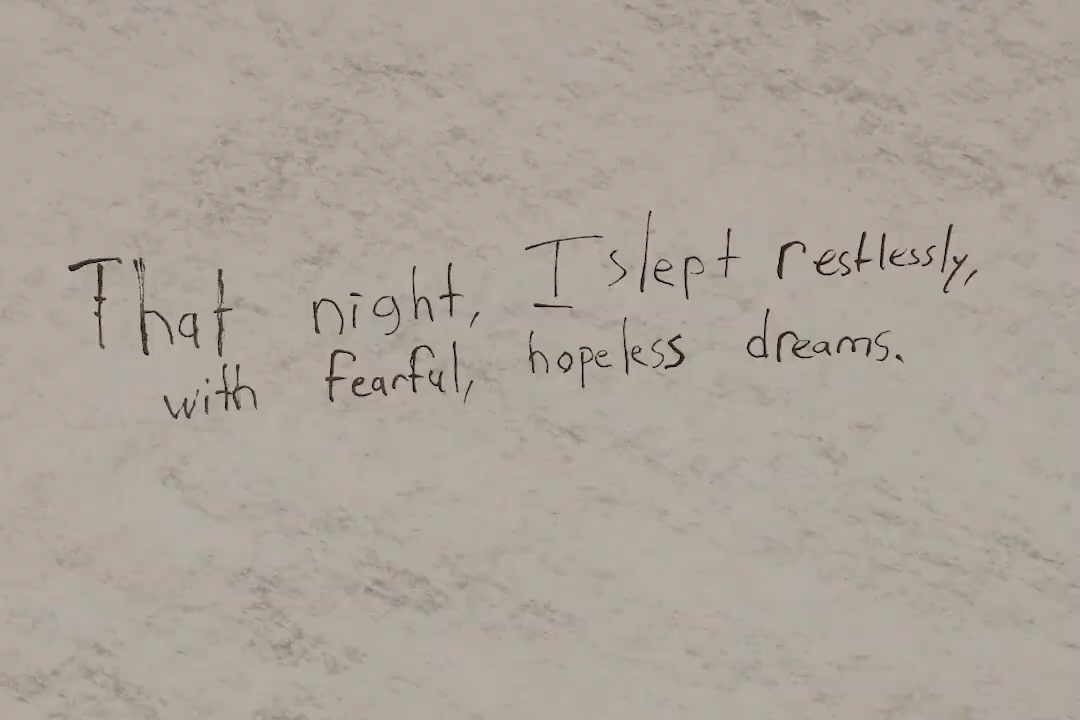 That night, I slept restlessly,
with fearful, hopeless dreams.